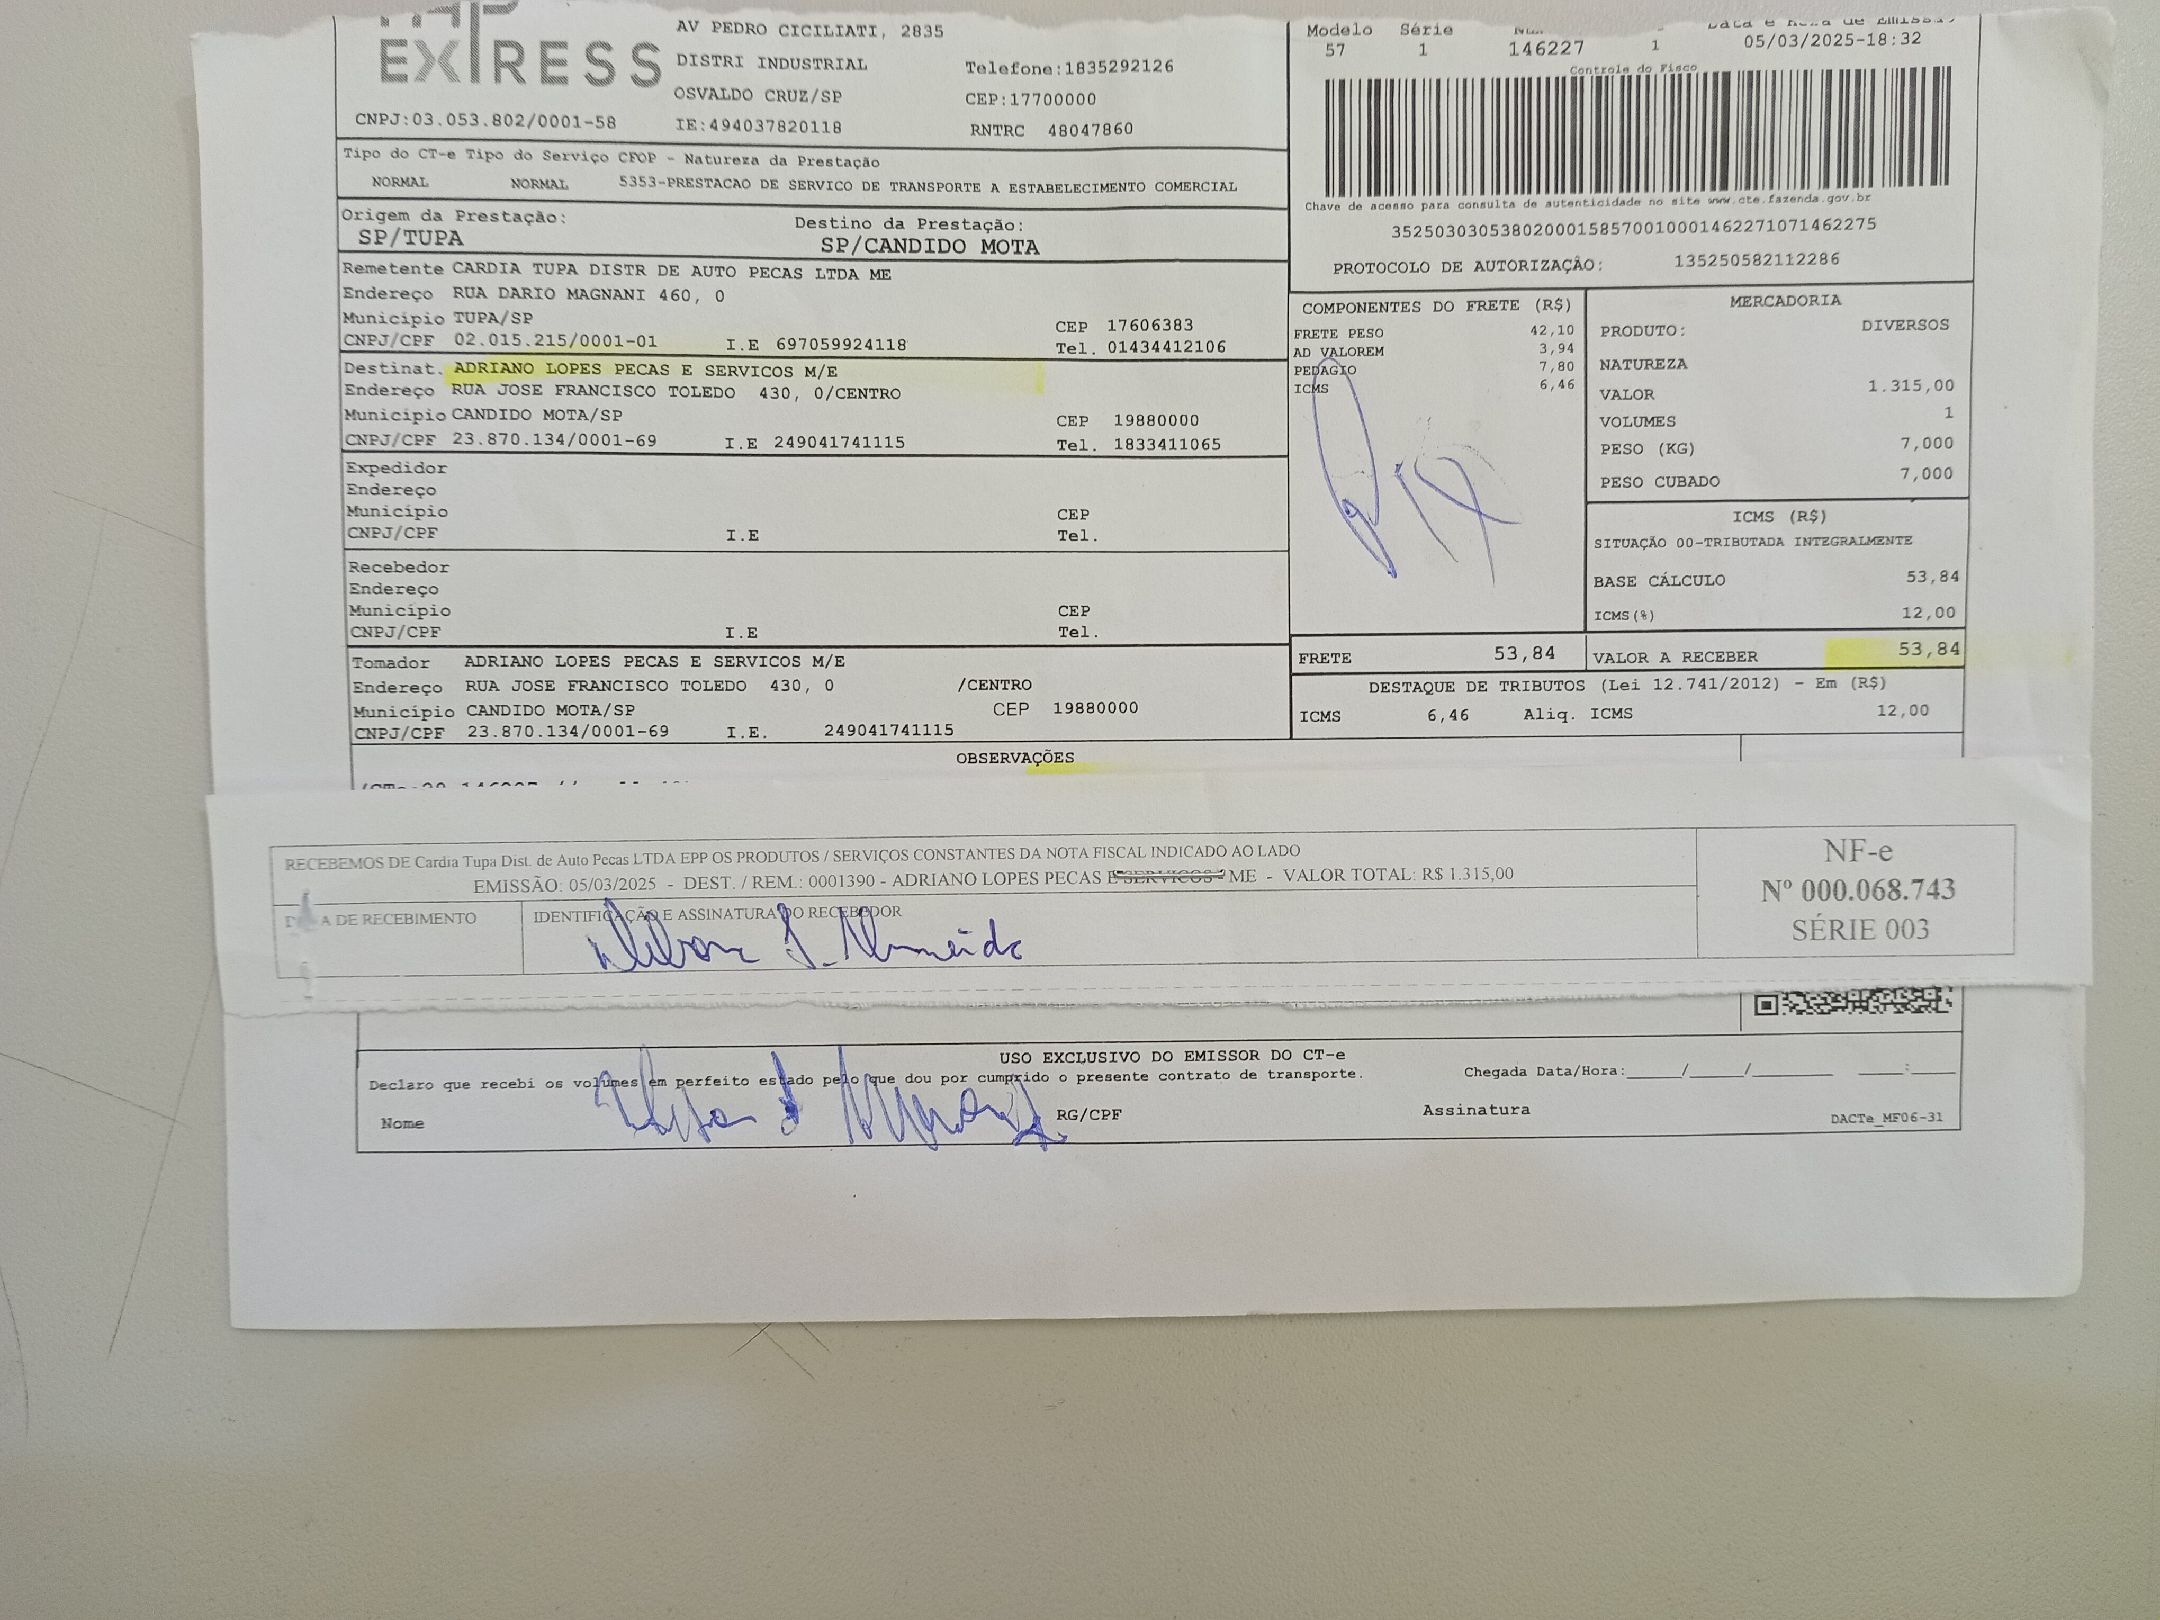 EXPRESS
AV PEDRO CICILIATI, 2835
DISTRI INDUSTRIAL
Telefone:1835292126
OSVALDO CRUZ/SP
CEP:17700000
CNPJ:03.053.802/0001-58
IE:494037820118
RNTRC 48047860
Modelo Série
57 1 146227 1 05/03/2025-18:32
Controle do Fisco
Chave de acesso para consulta de autenticidade no site www.cte.fazenda.gov.br
35250303053802000158570010001462271071462275
PROTOCOLO DE AUTORIZAÇÃO: 135250582112286
Tipo do CT-e Tipo do Serviço CFOP - Natureza da Prestação
NORMAL NORMAL 5353-PRESTACAO DE SERVICO DE TRANSPORTE A ESTABELECIMENTO COMERCIAL
Origem da Prestação:
SP/TUPA
Destino da Prestação:
SP/CANDIDO MOTA
Remetente CARDIA TUPA DISTR DE AUTO PECAS LTDA ME
Endereço RUA DARIO MAGNANI 460, 0
Município TUPA/SP CEP 17606383
CNPJ/CPF 02.015.215/0001-01 I.E 697059924118 Tel. 01434412106
Destinat. ADRIANO LOPES PECAS E SERVICOS M/E
Endereço RUA JOSE FRANCISCO TOLEDO 430, 0/CENTRO
Município CANDIDO MOTA/SP CEP 19880000
CNPJ/CPF 23.870.134/0001-69 I.E 249041741115 Tel. 1833411065
Expedidor
Endereço
Município CEP
CNPJ/CPF I.E Tel.
Recebedor
Endereço
Município CEP
CNPJ/CPF I.E Tel.
Tomador ADRIANO LOPES PECAS E SERVICOS M/E
Endereço RUA JOSE FRANCISCO TOLEDO 430, 0 /CENTRO
Município CANDIDO MOTA/SP CEP 19880000
CNPJ/CPF 23.870.134/0001-69 I.E. 249041741115
COMPONENTES DO FRETE (R$)
FRETE PESO 42,10
AD VALOREM 3,94
PEDAGIO 7,80
ICMS 6,46
MERCADORIA
PRODUTO: DIVERSOS
NATUREZA
VALOR 1.315,00
VOLUMES 1
PESO (KG) 7,000
PESO CUBADO 7,000
ICMS (R$)
SITUAÇÃO 00-TRIBUTADA INTEGRALMENTE
BASE CÁLCULO 53,84
ICMS(%) 12,00
FRETE 53,84
VALOR A RECEBER 53,84
DESTAQUE DE TRIBUTOS (Lei 12.741/2012) - Em (R$)
ICMS 6,46 Aliq. ICMS 12,00
OBSERVAÇÕES
RECEBEMOS DE Cardia Tupa Dist. de Auto Pecas LTDA EPP OS PRODUTOS / SERVIÇOS CONSTANTES DA NOTA FISCAL INDICADO AO LADO
EMISSÃO: 05/03/2025 - DEST. / REM.: 0001390 - ADRIANO LOPES PECAS E SERVICOS ME - VALOR TOTAL: R$ 1.315,00
DE RECEBIMENTO
IDENTIFICAÇÃO E ASSINATURA DO RECEBEDOR
Almeida
NF-e
Nº 000.068.743
SÉRIE 003
USO EXCLUSIVO DO EMISSOR DO CT-e
Declaro que recebi os volumes em perfeito estado pelo que dou por cumprido o presente contrato de transporte.
Chegada Data/Hora:_____/_____/________ ____:____
Nome RG/CPF Assinatura
DACTe_MF06-31